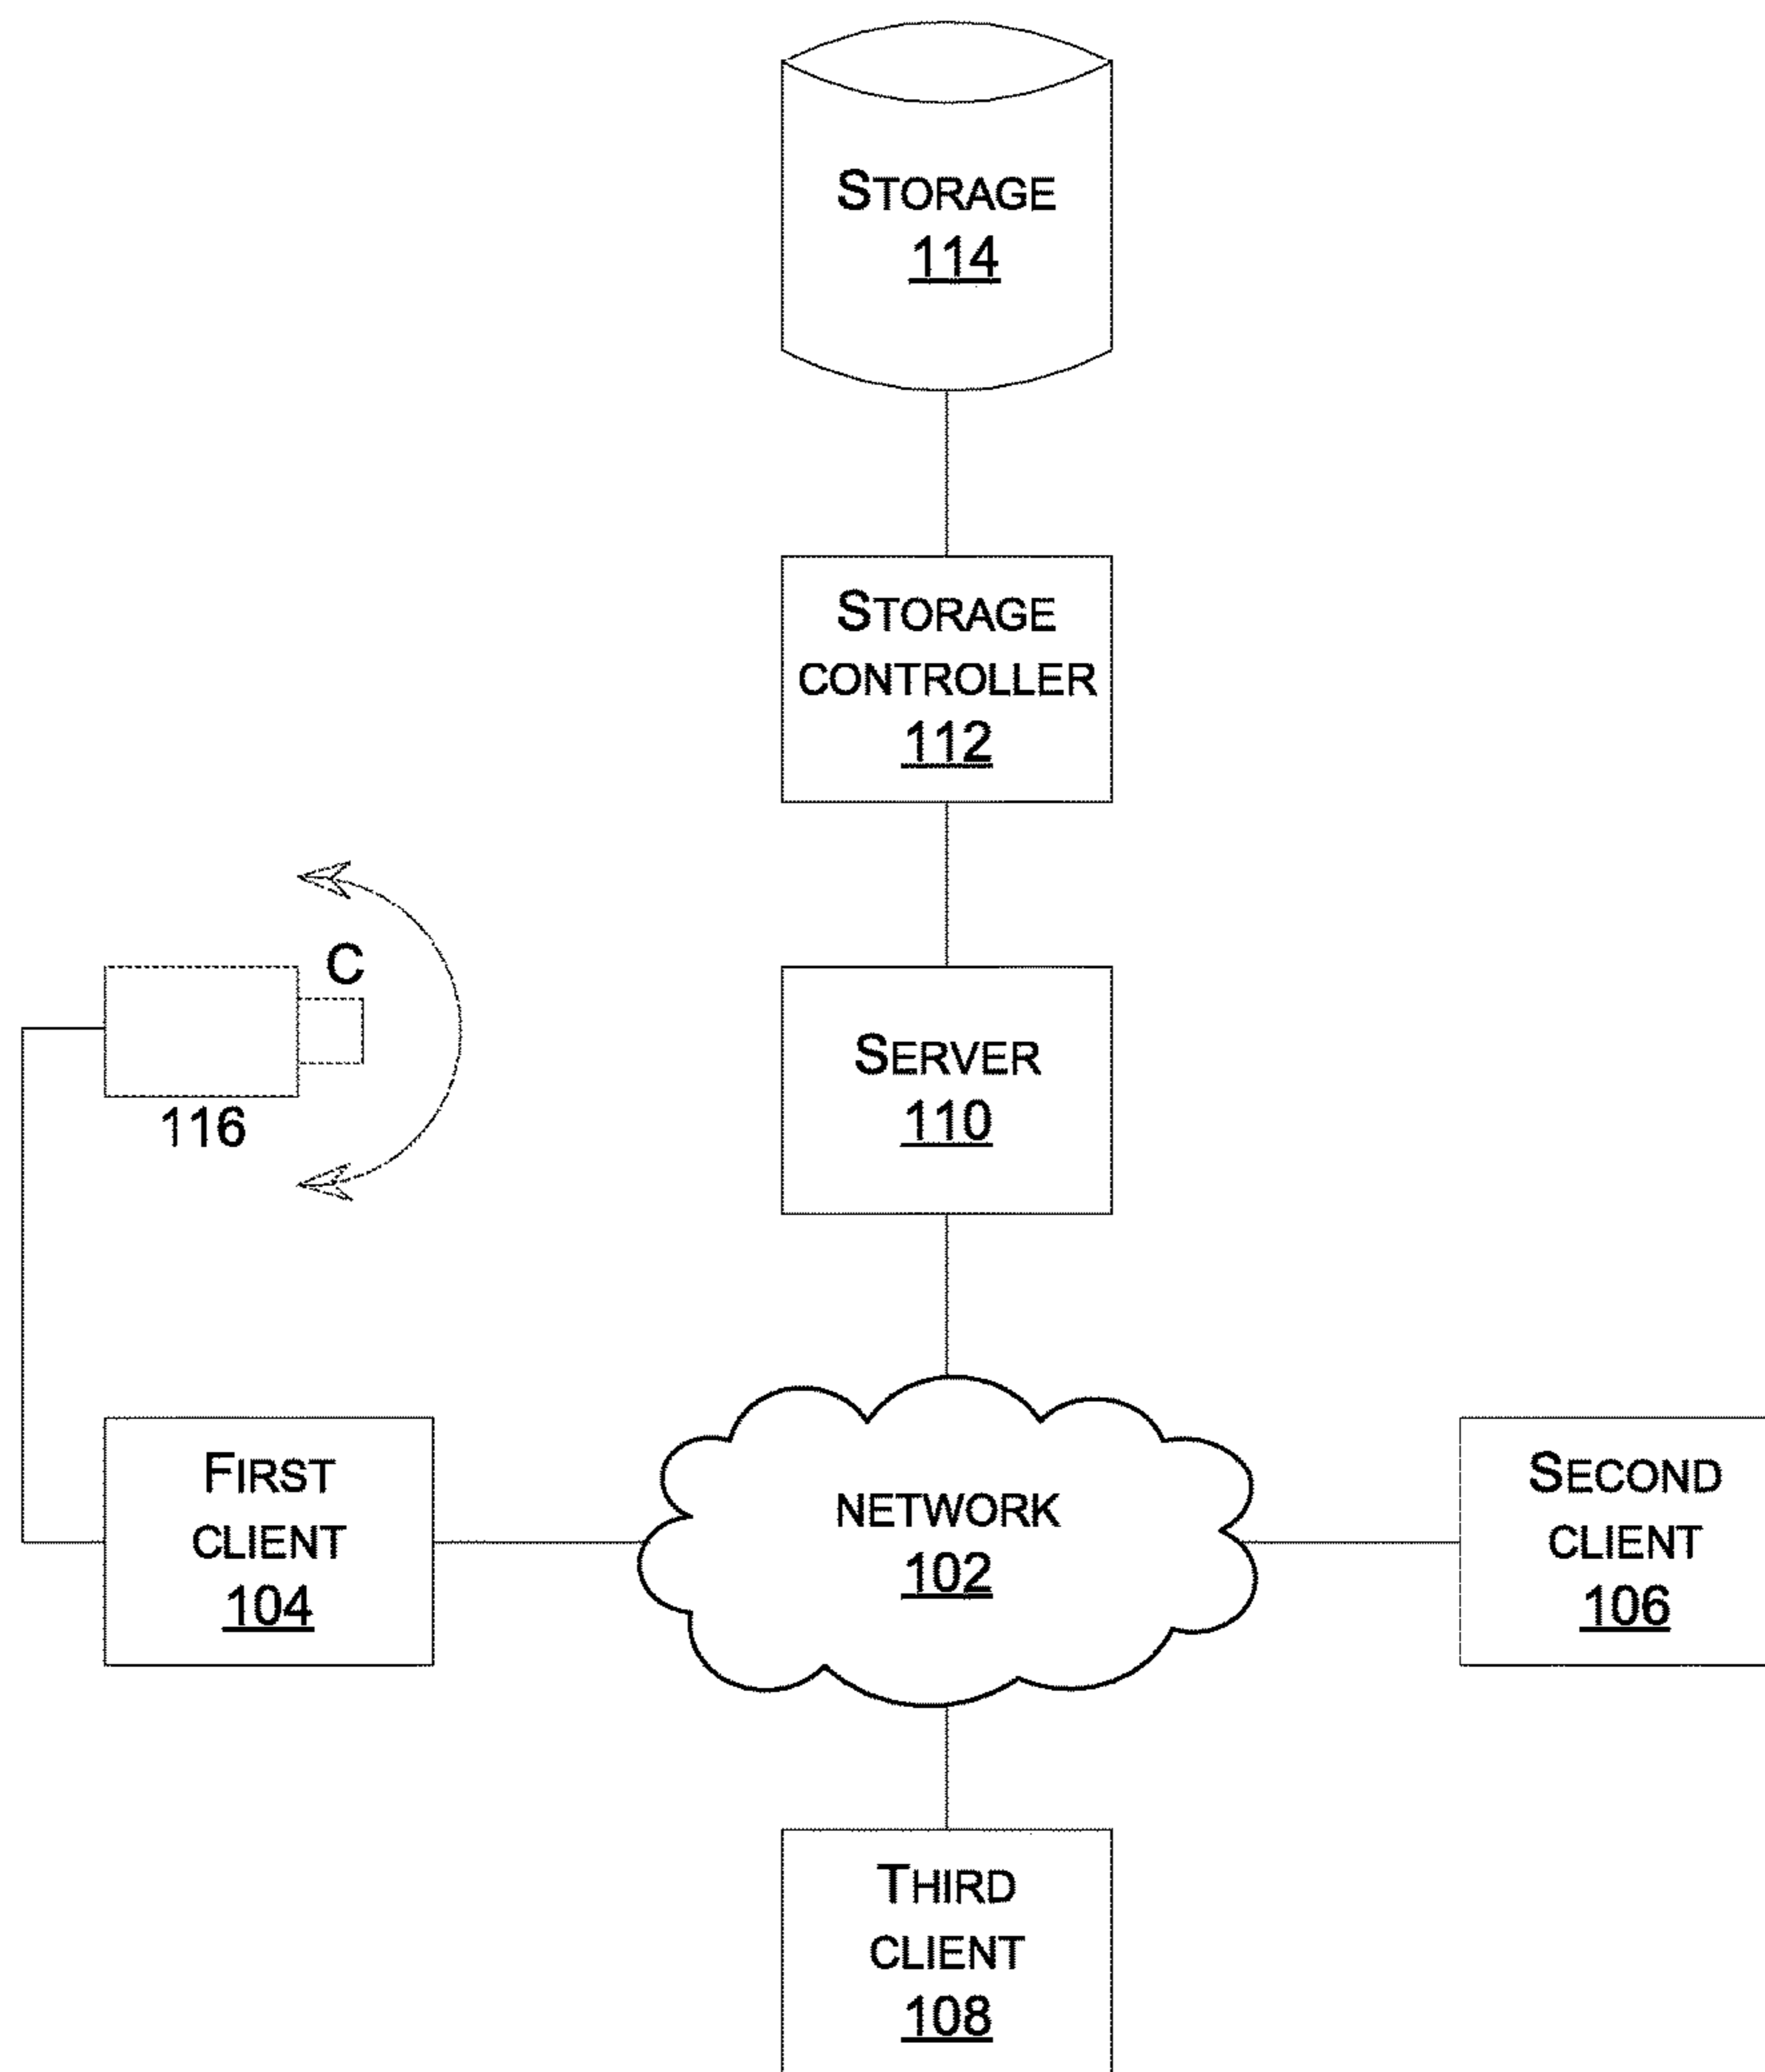 STORAGE
114
STORAGE
CONTROLLER
112
C
116
SERVER
110
FIRST
CLIENT
104
NETWORK
102
SECOND
CLIENT
106
THIRD
CLIENT
108